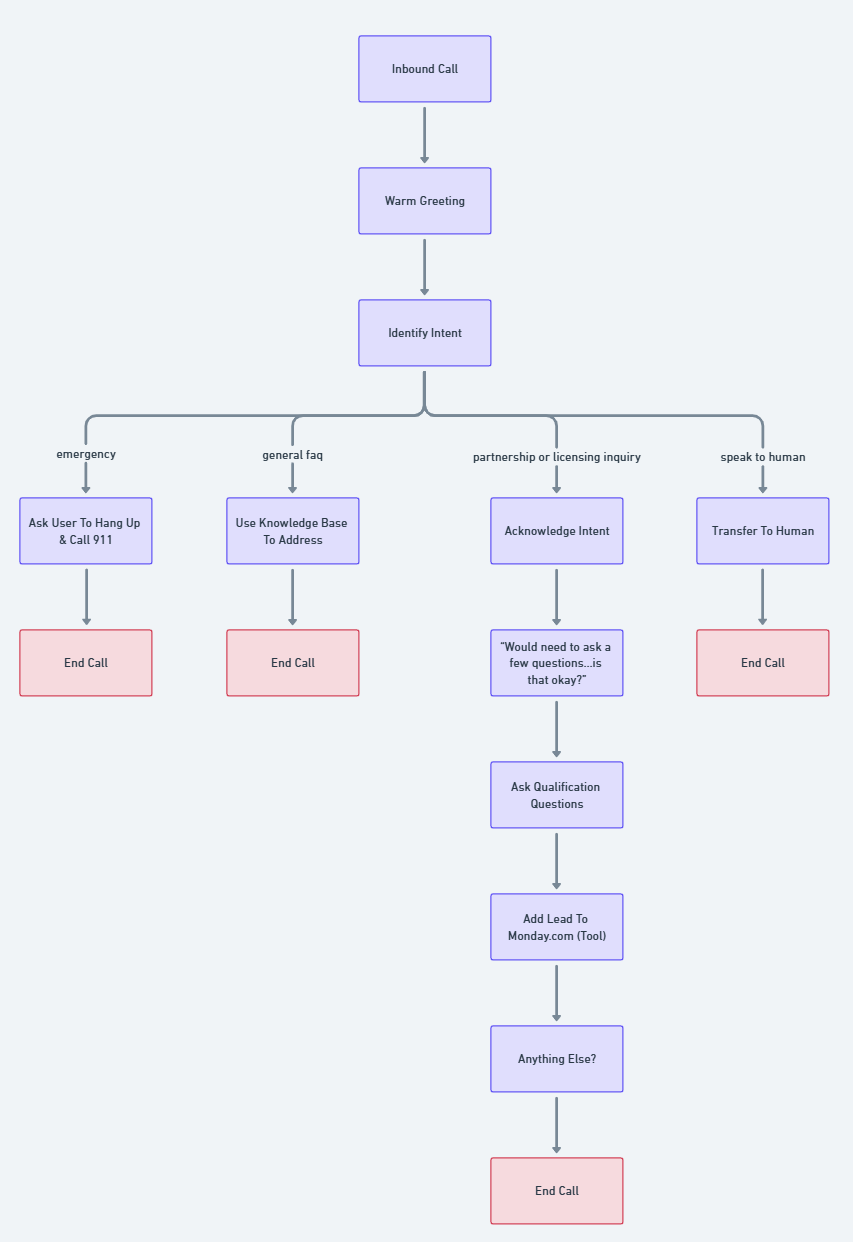 Inbound Call
Warm Greeting
Identify Intent
emergency
general faq
partnership or licensing inquiry
speak to human
Ask User To Hang Up
& Call 911
Use Knowledge Base
To Address
Acknowledge Intent
Transfer To Human
End Call
End Call
"Would need to ask a
few questions...is
that okay?"
End Call
Ask Qualification
Questions
Add Lead To
Monday.com (Tool)
Anything Else?
End Call